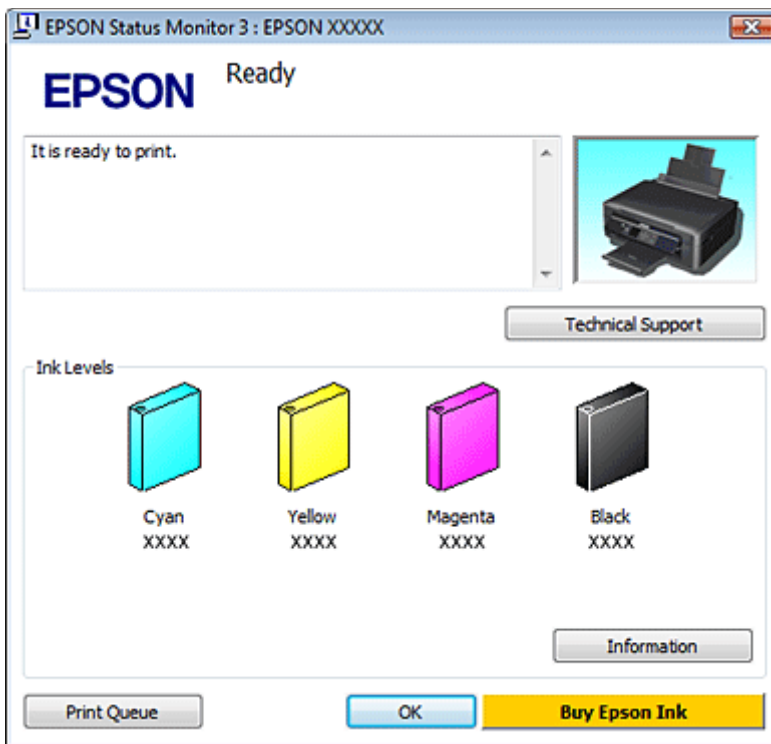 EPSON Status Monitor 3 : EPSON XXXXX
EPSON
Ready
It is ready to print.
Technical Support
Ink Levels
Cyan Yellow Magenta Black
XXXX XXXX XXXX XXXX
Information
Print Queue OK Buy Epson Ink